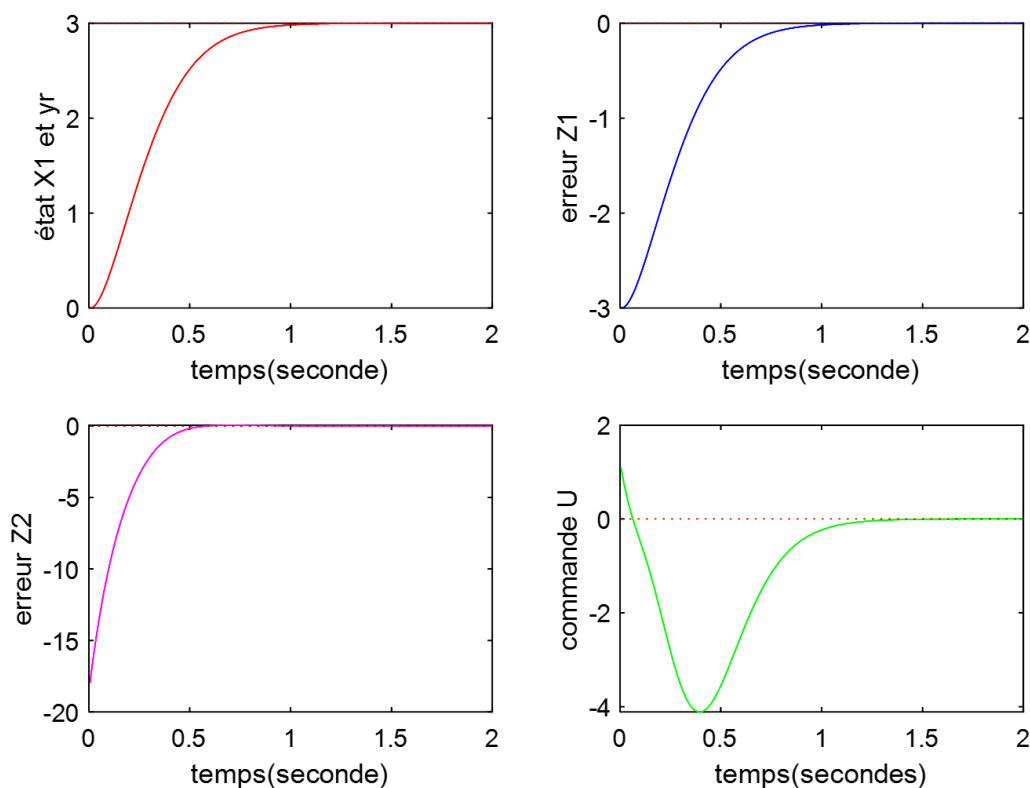 3
2
1
0
état X1 et yr
0 0.5 1 1.5 2
temps(seconde)
0
-1
-2
-3
erreur Z1
0 0.5 1 1.5 2
temps(seconde)
0
-5
-10
-15
-20
erreur Z2
0 0.5 1 1.5 2
temps(seconde)
2
0
-2
-4
commande U
0 0.5 1 1.5 2
temps(secondes)